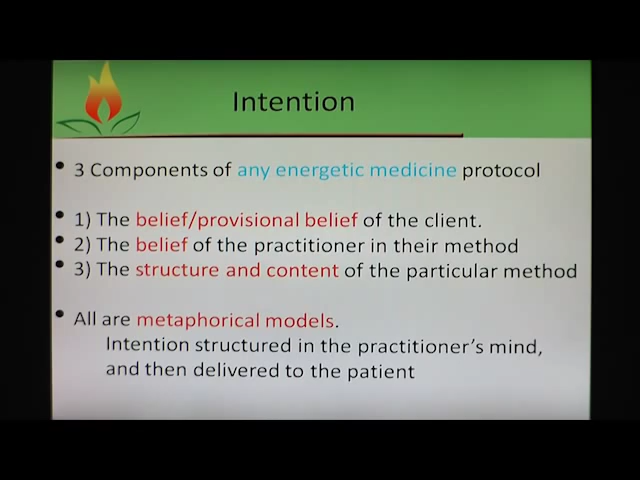 Intention
• 3 Components of any energetic medicine protocol
• 1) The belief/provisional belief of the client.
• 2) The belief of the practitioner in their method
• 3) The structure and content of the particular method
• All are metaphorical models.
Intention structured in the practitioner's mind,
and then delivered to the patient